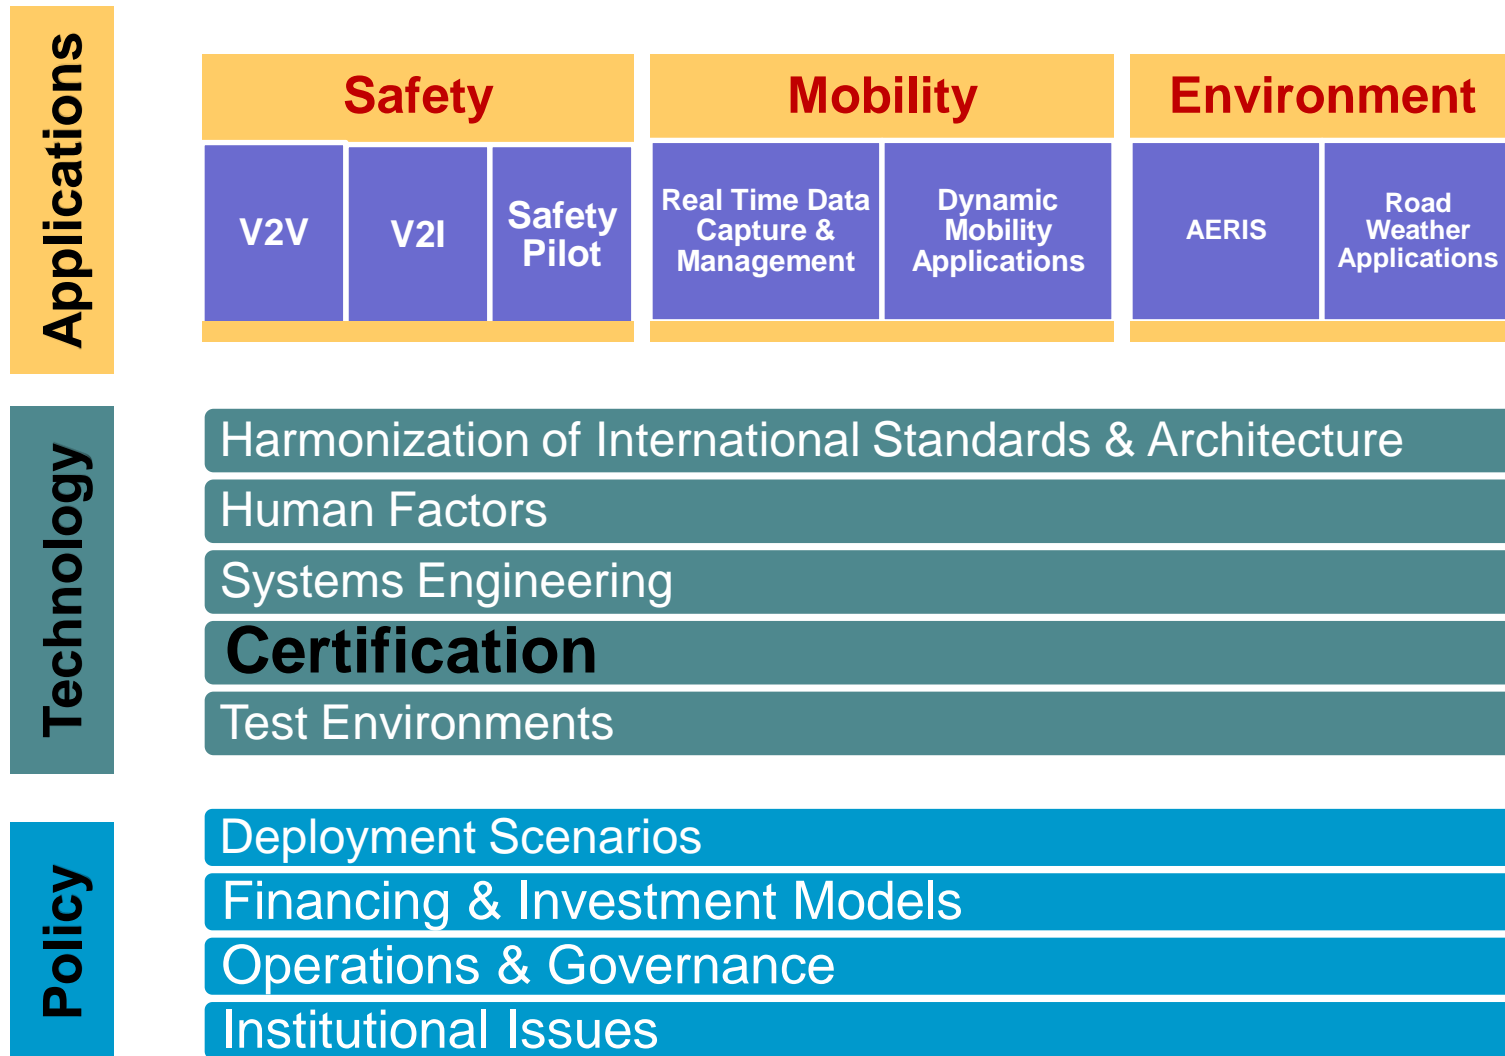 Applications
Safety
Mobility
Environment
V2V
V2I
Safety
Pilot
Real Time Data
Capture &
Management
Dynamic
Mobility
Applications
AERIS
Road
Weather
Applications
Technology
Harmonization of International Standards & Architecture
Human Factors
Systems Engineering
Certification
Test Environments
Policy
Deployment Scenarios
Financing & Investment Models
Operations & Governance
Institutional Issues